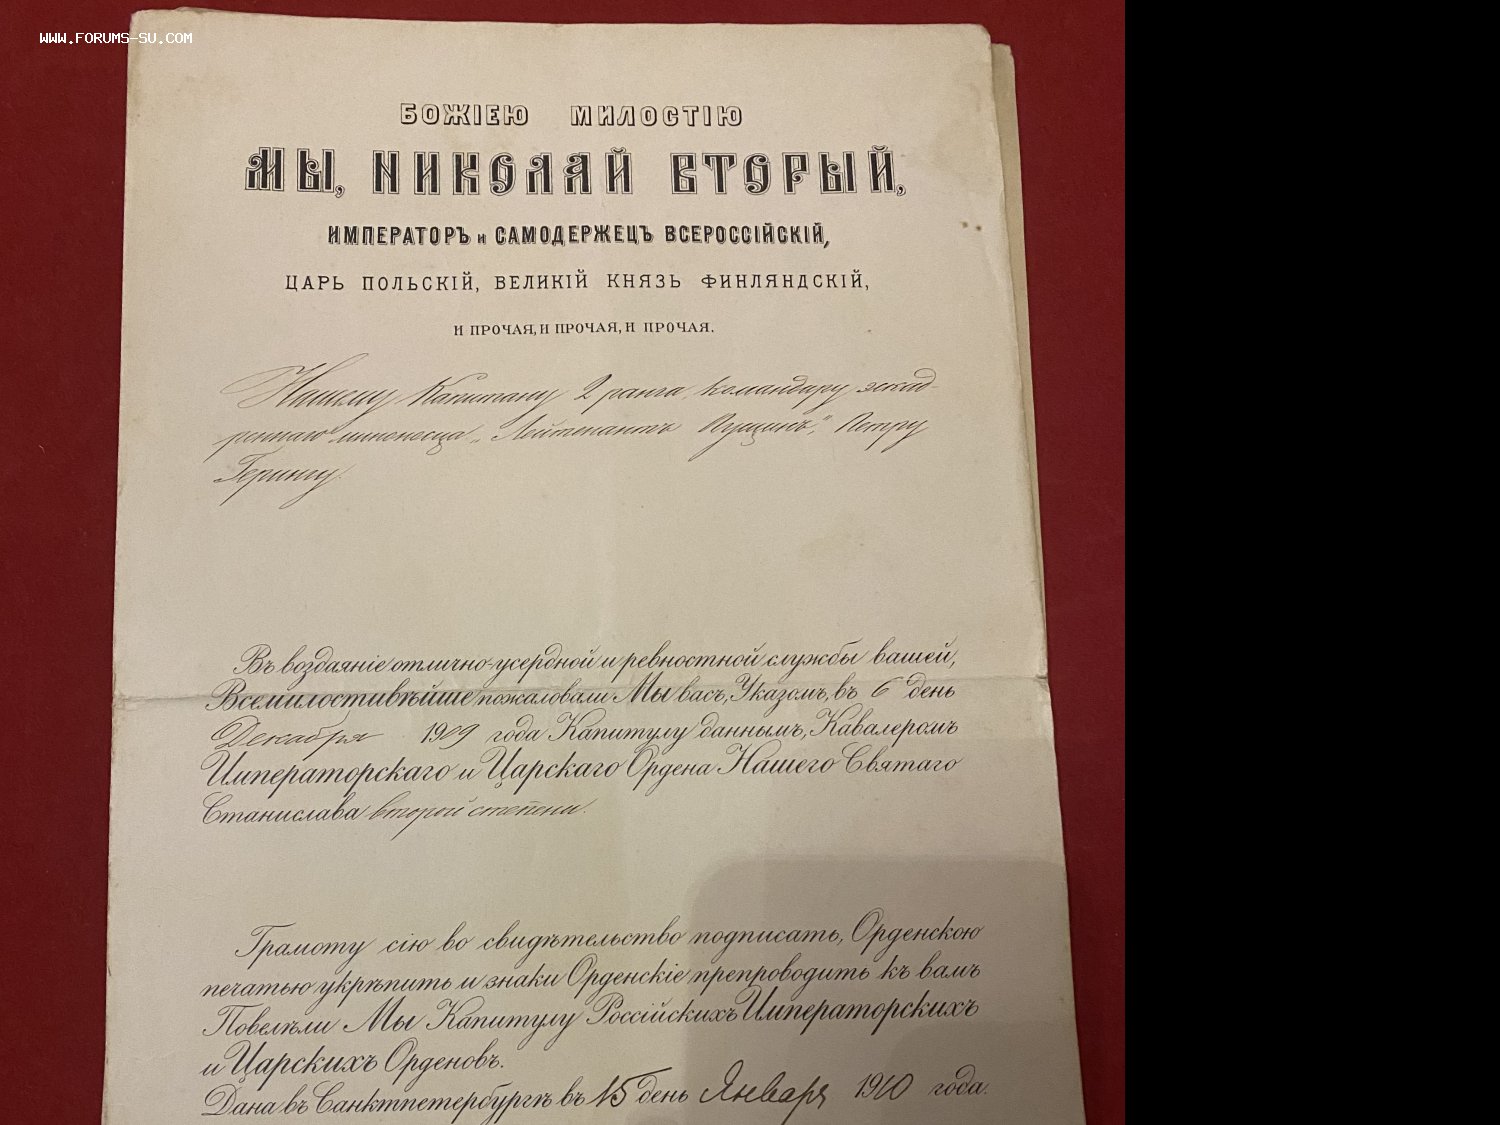 WWW.FORUMS-SU.COM
БОЖІЕЮ МИЛОСТІЮ
МЫ, НИКОЛАЙ ВТОРЫЙ,
ИМПЕРАТОРЪ и САМОДЕРЖЕЦЪ ВСЕРОССІЙСКІЙ,
ЦАРЬ ПОЛЬСКІЙ, ВЕЛИКІЙ КНЯЗЬ ФИНЛЯНДСКІЙ,
И ПРОЧАЯ, И ПРОЧАЯ, И ПРОЧАЯ.
Нашему Капитану 2 ранга, командиру эскад-
реннаго миноносца „Лейтенантъ Пущинъ", Петру
Герингу.
Въ воздаяніе отлично-усердной и ревностной службы вашей,
Всемилостивѣйше пожаловали Мы васъ, Указомъ, въ 6 день
Декабря 1909 года Капитулу даннымъ, Кавалеромъ
Императорскаго и Царскаго Ордена Нашего Святаго
Станислава второй степени.
Грамоту сію во свидѣтельство подписать, Орденскою
печатью укрѣпить и знаки Орденскіе препроводить къ вамъ
Повелѣли Мы Капитулу Россійскихъ Императорскихъ
и Царскихъ Орденовъ.
Дана въ Санктпетербургѣ въ 15 день Января 1910 года.